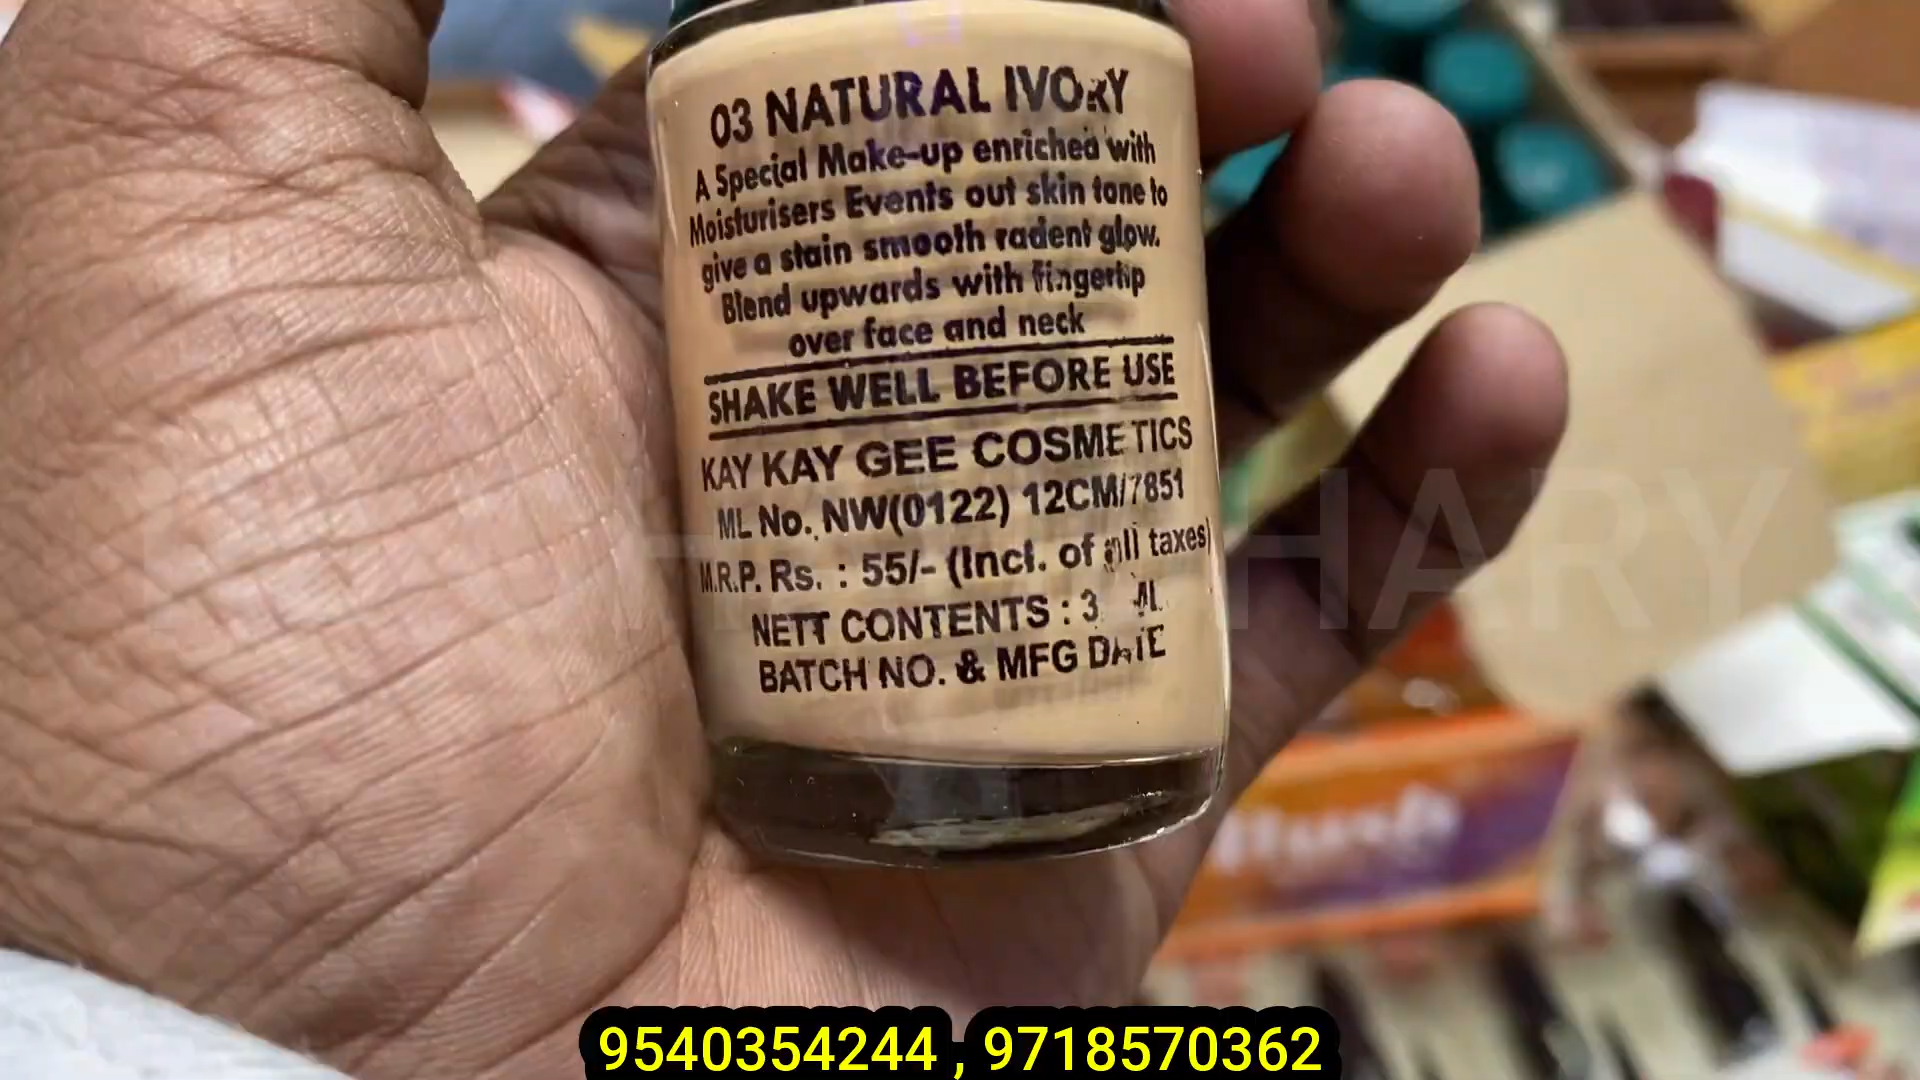 03 NATURAL IVORY
A Special Make-up enriched with
Moisturisers Events out skin tone to
give a stain smooth radent glow.
Blend upwards with fingertip
over face and neck
SHAKE WELL BEFORE USE
KAY KAY GEE COSMETICS
ML No. NW(0122) 12CM/7851
M.R.P. Rs. : 55/- (Incl. of all taxes)
NETT CONTENTS : 3 ML
BATCH NO. & MFG DATE
9540354244 , 9718570362